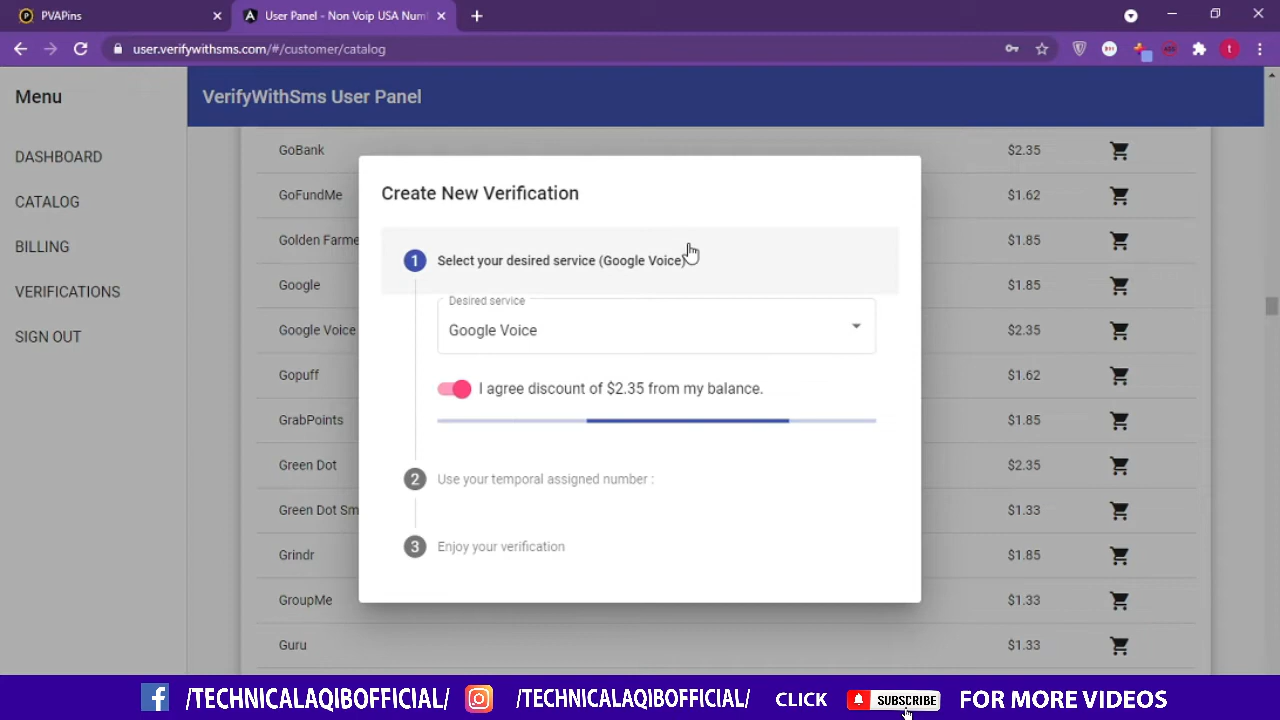 PVAPins
User Panel - Non Voip USA Num
user.verifywithsms.com/#/customer/catalog
Menu
VerifyWithSms User Panel
DASHBOARD
CATALOG
BILLING
VERIFICATIONS
SIGN OUT
GoBank $2.35
GoFundMe $1.62
Golden Farme $1.85
Google $1.85
Google Voice $2.35
Gopuff $1.62
GrabPoints $1.85
Green Dot $2.35
Green Dot Sm $1.33
Grindr $1.85
GroupMe $1.33
Guru $1.33
Create New Verification
1 Select your desired service (Google Voice)
Desired service
Google Voice
I agree discount of $2.35 from my balance.
2 Use your temporal assigned number :
3 Enjoy your verification
/TECHNICALAQIBOFFICIAL/ /TECHNICALAQIBOFFICIAL/ CLICK SUBSCRIBE FOR MORE VIDEOS